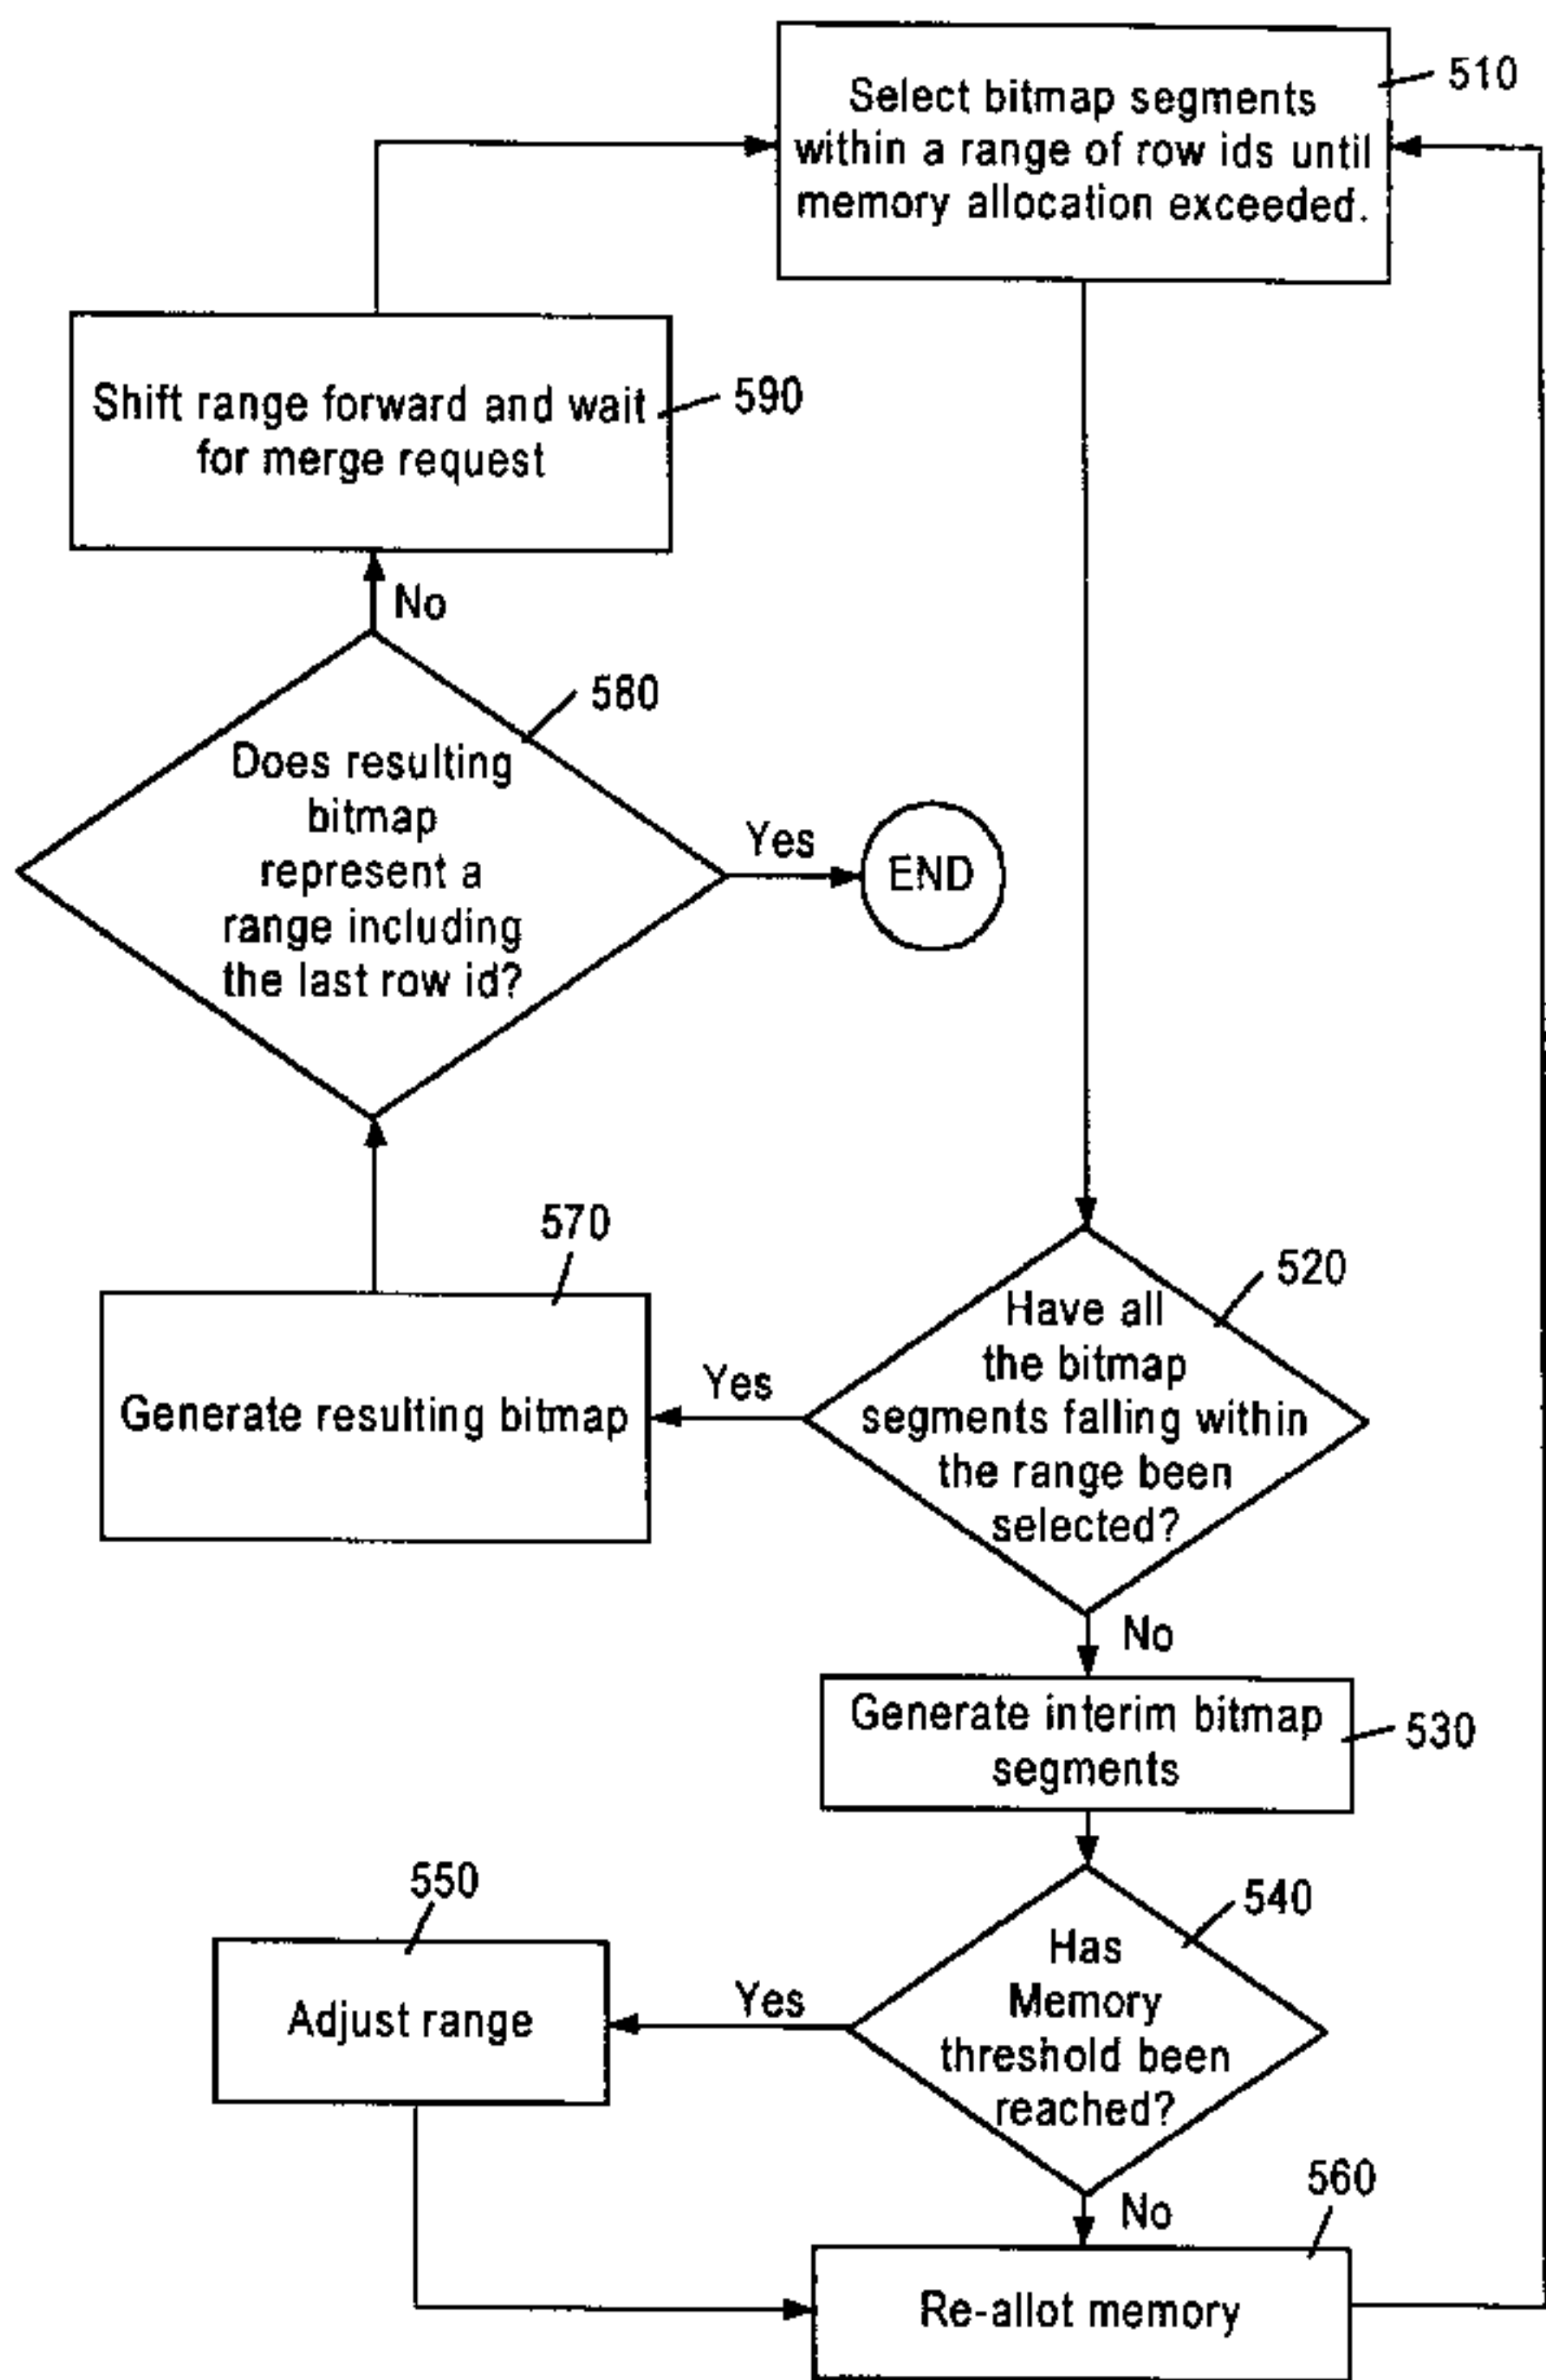 Select bitmap segments
within a range of row ids until
memory allocation exceeded.
510
Shift range forward and wait
for merge request
590
No
580
Does resulting
bitmap
represent a
range including
the last row id?
Yes
END
570
Generate resulting bitmap
Yes
520
Have all
the bitmap
segments falling within
the range been
selected?
No
Generate interim bitmap
segments
530
550
Adjust range
Yes
540
Has
Memory
threshold been
reached?
No
560
Re-allot memory